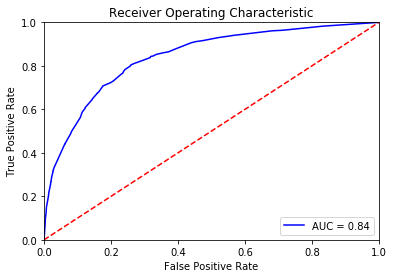 Receiver Operating Characteristic
1.0
0.8
0.6
0.4
0.2
0.0
True Positive Rate
AUC = 0.84
0.0 0.2 0.4 0.6 0.8 1.0
False Positive Rate